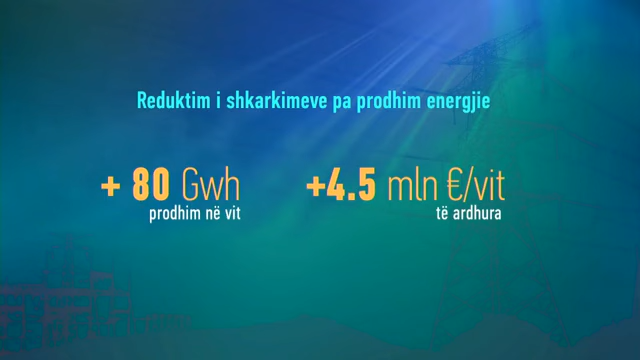 Reduktim i shkarkimeve pa prodhim energjie
+ 80 Gwh
prodhim në vit
+4.5 mln €/vit
të ardhura